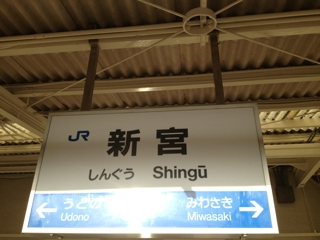 JR 新宮
しんぐう Shingū
うどの みわさき
← Udono Miwasaki →